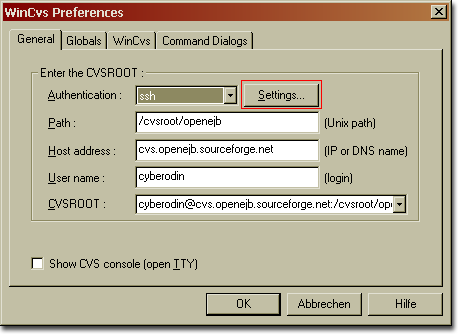 WinCvs Preferences
General Globals WinCvs Command Dialogs
Enter the CVSROOT :
Authentication : ssh Settings...
Path : /cvsroot/openejb (Unix path)
Host address : cvs.openejb.sourceforge.net (IP or DNS name)
User name : cyberodin (login)
CVSROOT : cyberodin@cvs.openejb.sourceforge.net:/cvsroot/ope
Show CVS console (open TTY)
OK Abbrechen Hilfe